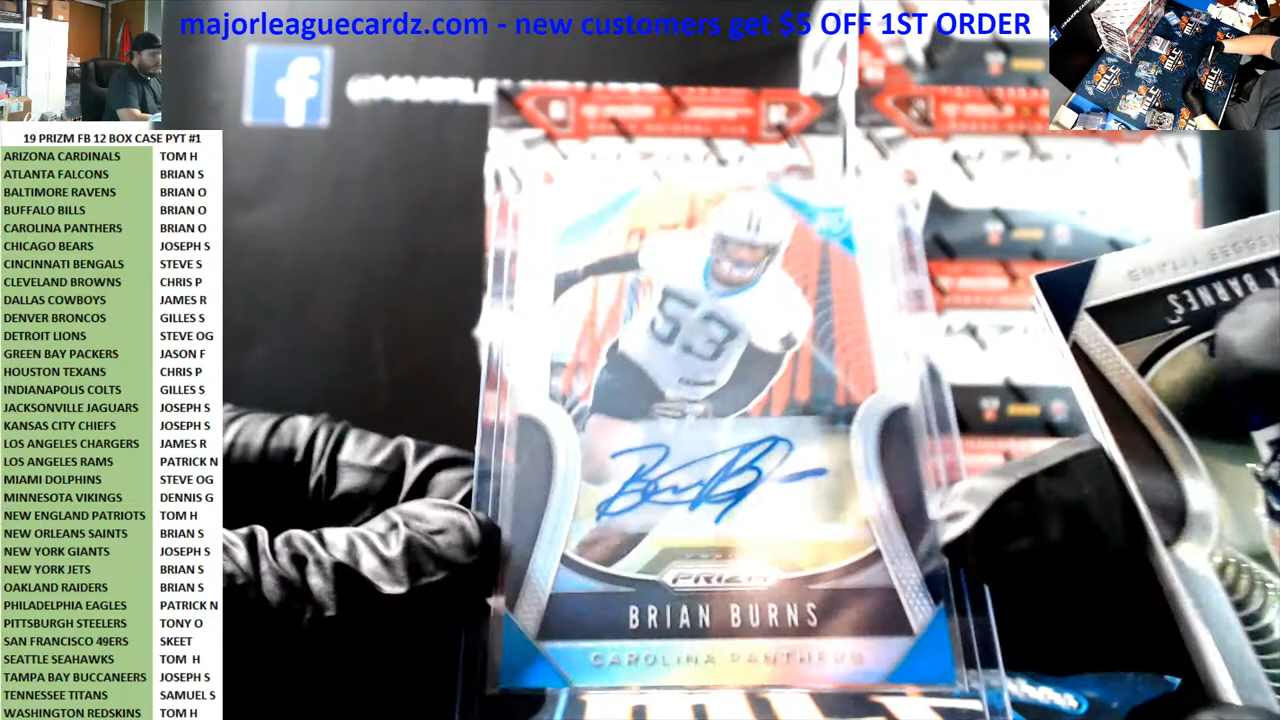 majorleaguecardz.com - new customers get $5 OFF 1ST ORDER
19 PRIZM FB 12 BOX CASE PYT #1
ARIZONA CARDINALS TOM H
ATLANTA FALCONS BRIAN S
BALTIMORE RAVENS BRIAN O
BUFFALO BILLS BRIAN O
CAROLINA PANTHERS BRIAN O
CHICAGO BEARS JOSEPH S
CINCINNATI BENGALS STEVE S
CLEVELAND BROWNS CHRIS P
DALLAS COWBOYS JAMES R
DENVER BRONCOS GILLES S
DETROIT LIONS STEVE OG
GREEN BAY PACKERS JASON F
HOUSTON TEXANS CHRIS P
INDIANAPOLIS COLTS GILLES S
JACKSONVILLE JAGUARS JOSEPH S
KANSAS CITY CHIEFS JOSEPH S
LOS ANGELES CHARGERS JAMES R
LOS ANGELES RAMS PATRICK N
MIAMI DOLPHINS STEVE OG
MINNESOTA VIKINGS DENNIS G
NEW ENGLAND PATRIOTS TOM H
NEW ORLEANS SAINTS BRIAN S
NEW YORK GIANTS JOSEPH S
NEW YORK JETS BRIAN S
OAKLAND RAIDERS BRIAN S
PHILADELPHIA EAGLES PATRICK N
PITTSBURGH STEELERS TONY O
SAN FRANCISCO 49ERS SKEET
SEATTLE SEAHAWKS TOM H
TAMPA BAY BUCCANEERS JOSEPH S
TENNESSEE TITANS SAMUEL S
WASHINGTON REDSKINS TOM H
f
53
PRIZM
BRIAN BURNS
CAROLINA PANTHERS
BARNES
MLC